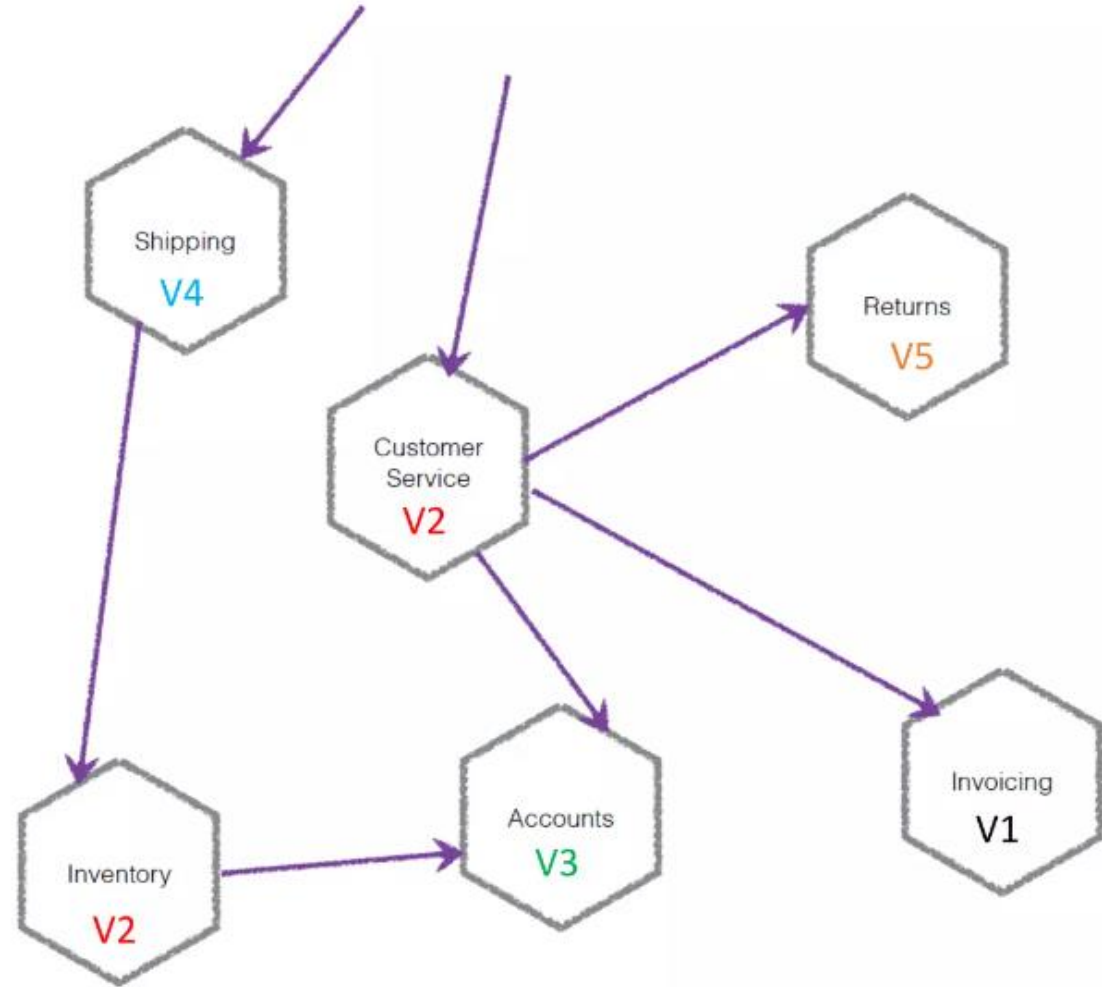 Shipping
V4
Returns
V5
Customer
Service
V2
Invoicing
V1
Accounts
V3
Inventory
V2